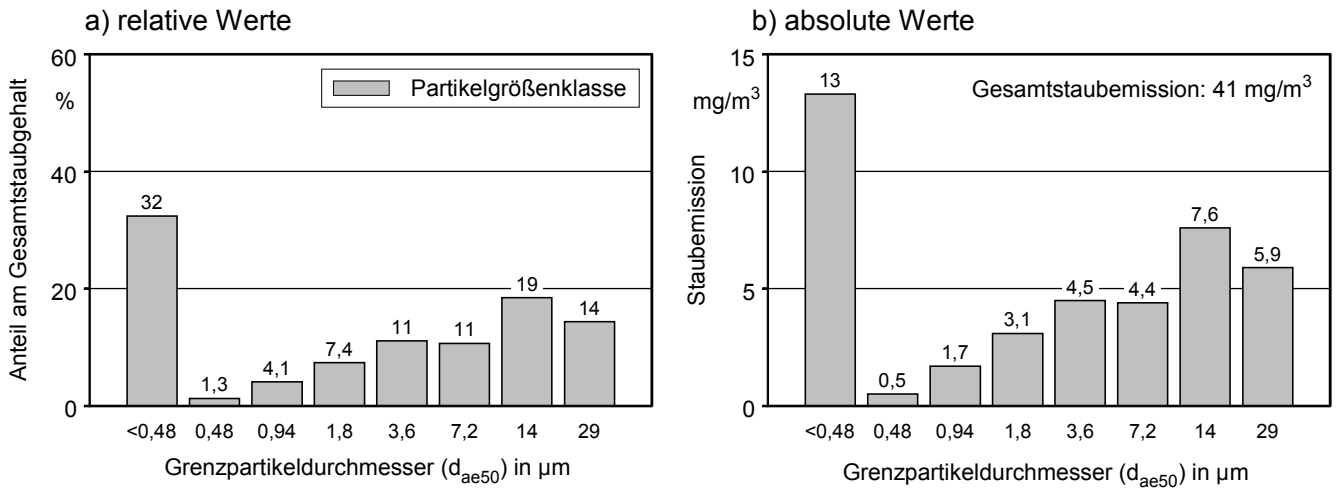 a) relative Werte
60
%
40
20
0
Anteil am Gesamtstaubgehalt
Partikelgrößenklasse
32
1,3
4,1
7,4
11
11
19
14
<0,48 0,48 0,94 1,8 3,6 7,2 14 29
Grenzpartikeldurchmesser (dae50) in µm
b) absolute Werte
15
mg/m³
10
5
0
Staubemission
Gesamtstaubemission: 41 mg/m³
13
0,5
1,7
3,1
4,5
4,4
7,6
5,9
<0,48 0,48 0,94 1,8 3,6 7,2 14 29
Grenzpartikeldurchmesser (dae50) in µm